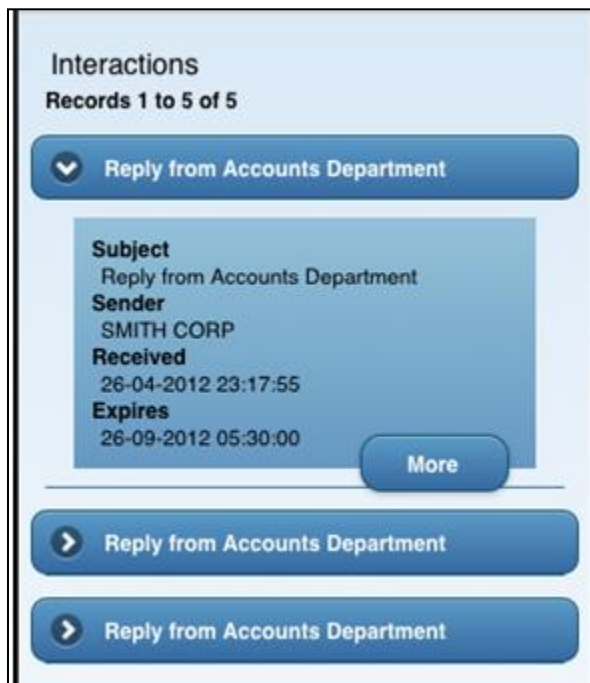 Interactions
Records 1 to 5 of 5
Reply from Accounts Department
Subject
Reply from Accounts Department
Sender
SMITH CORP
Received
26-04-2012 23:17:55
Expires
26-09-2012 05:30:00
More
Reply from Accounts Department
Reply from Accounts Department